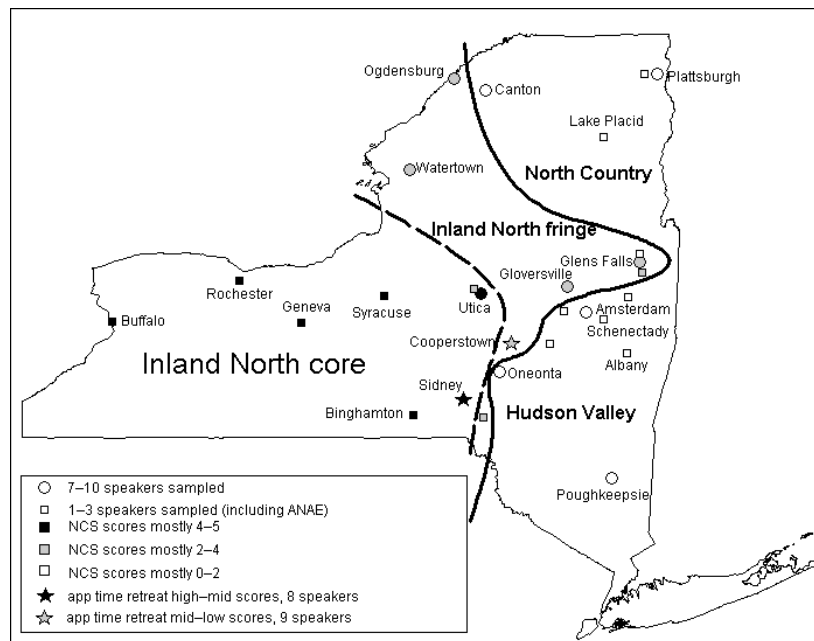 Ogdensburg
Canton
Plattsburgh
Lake Placid
Watertown
North Country
Inland North fringe
Glens Falls
Gloversville
Rochester
Geneva
Syracuse
Utica
Amsterdam
Buffalo
Schenectady
Cooperstown
Albany
Inland North core
Oneonta
Sidney
Binghamton
Hudson Valley
Poughkeepsie
7–10 speakers sampled
1–3 speakers sampled (including ANAE)
NCS scores mostly 4–5
NCS scores mostly 2–4
NCS scores mostly 0–2
app time retreat high–mid scores, 8 speakers
app time retreat mid–low scores, 9 speakers